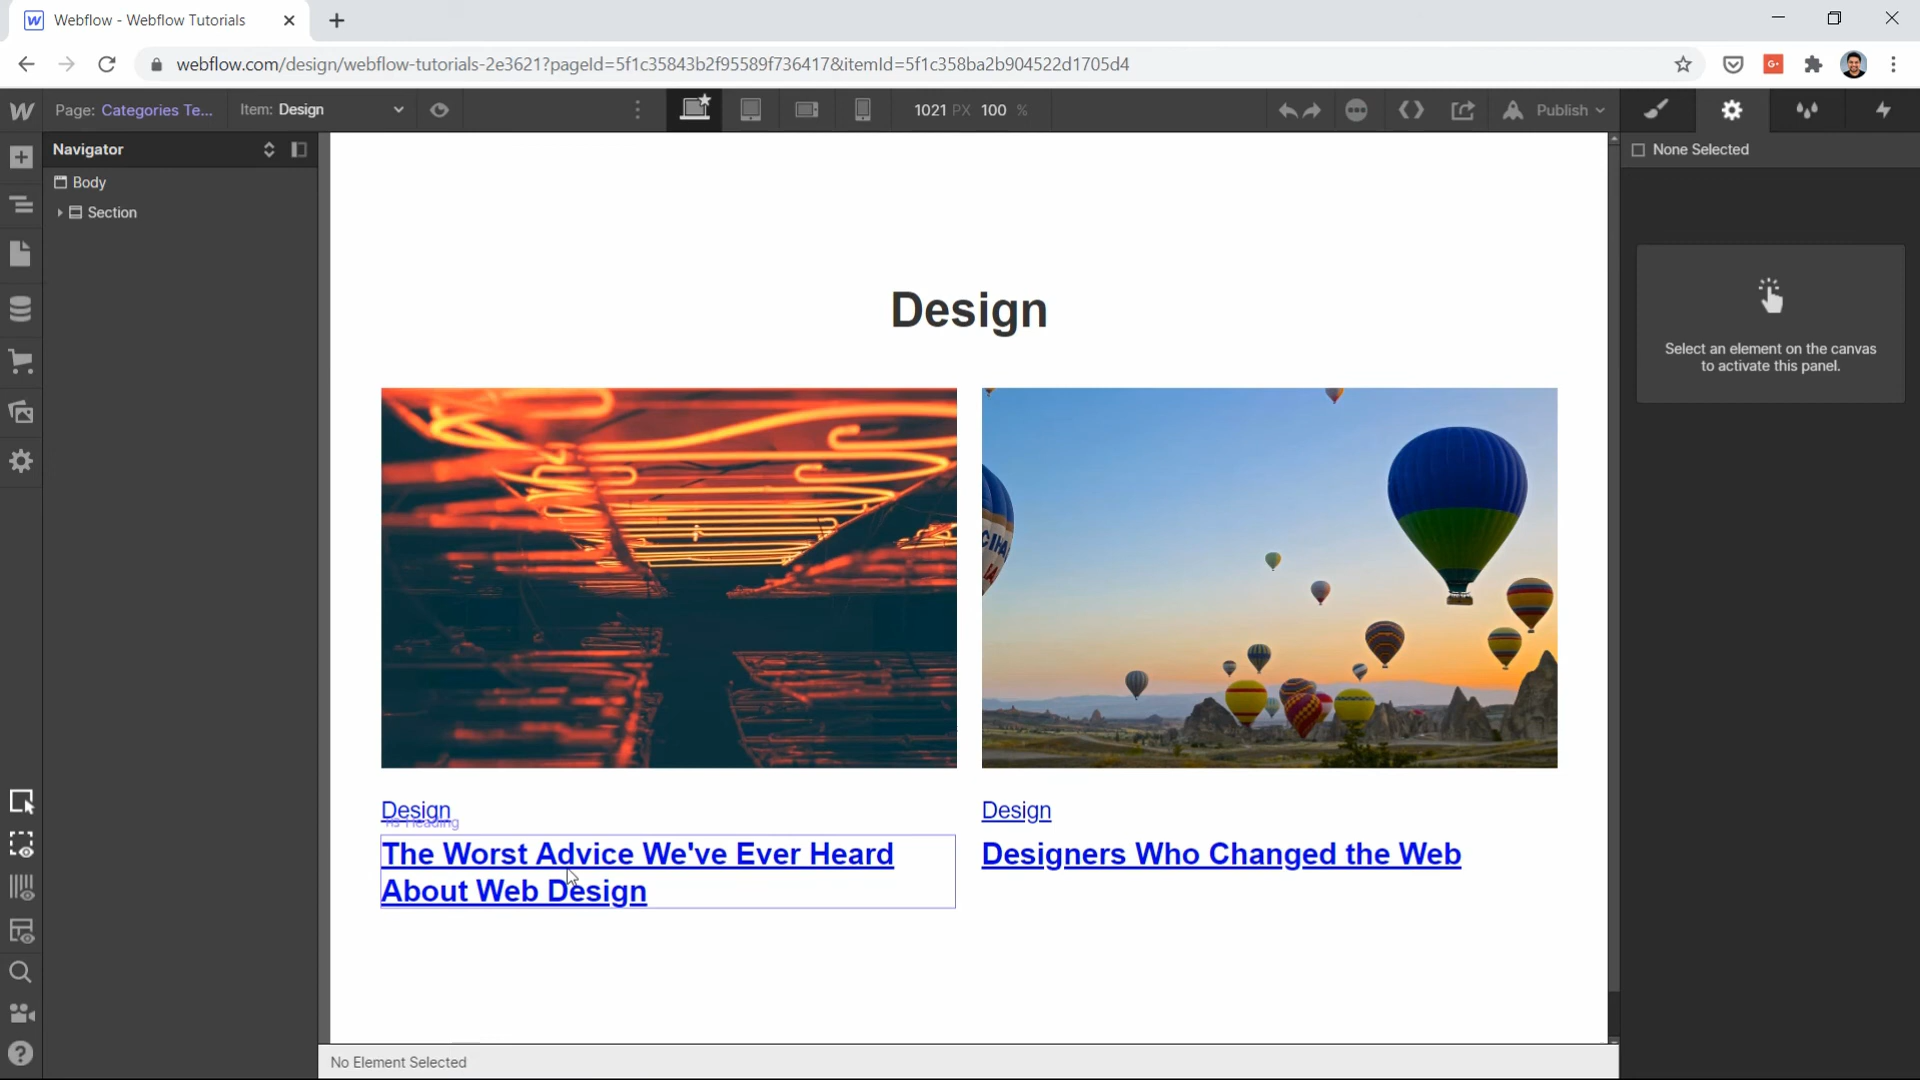 Webflow - Webflow Tutorials
webflow.com/design/webflow-tutorials-2e3621?pageId=5f1c35843b2f95589f736417&itemId=5f1c358ba2b904522d1705d4
Page: Categories Te... Item: Design 1021 PX 100 % Publish
Navigator
None Selected
Body
Section
Select an element on the canvas
to activate this panel.
Design
Design
Heading
The Worst Advice We've Ever Heard
About Web Design
Design
Designers Who Changed the Web
No Element Selected